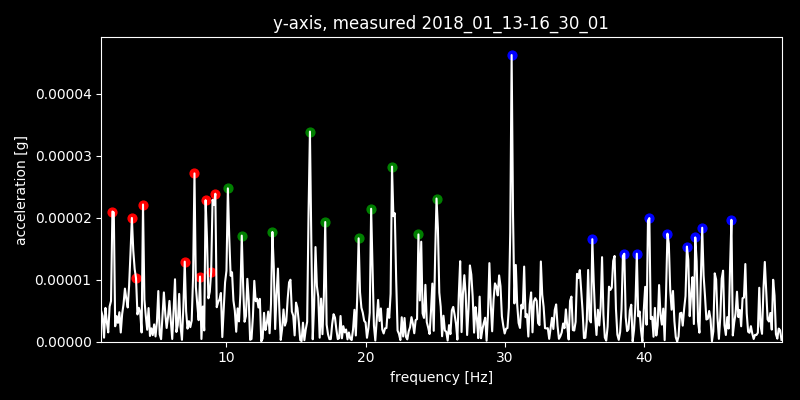 y-axis, measured 2018_01_13-16_30_01
acceleration [g]
0.00004
0.00003
0.00002
0.00001
0.00000
10 20 30 40
frequency [Hz]